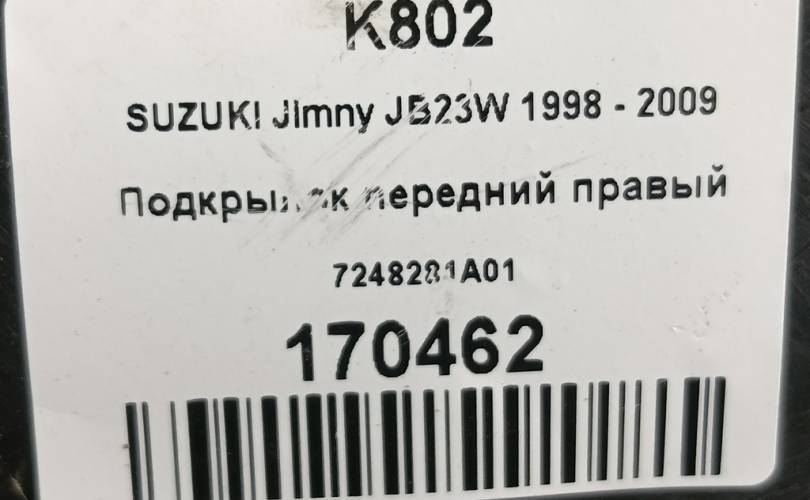 K802
SUZUKI Jimny JB23W 1998 - 2009
Подкрылок передний правый
7248281A01
170462